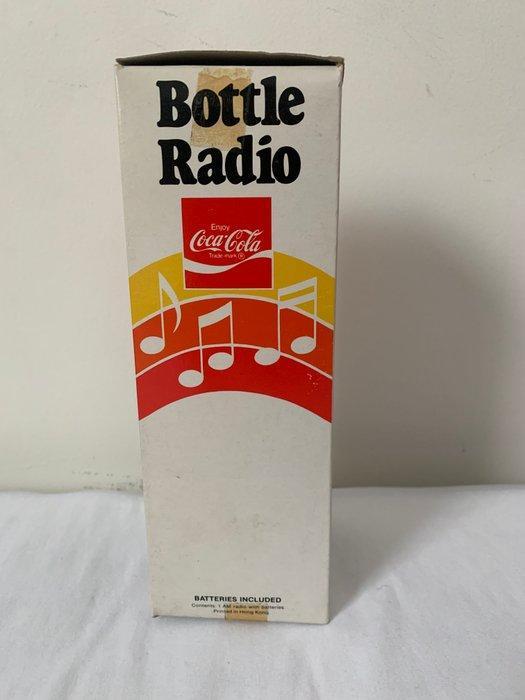 Bottle
Radio
Enjoy
Coca-Cola
Trade-mark ®
BATTERIES INCLUDED
Contents: 1 AM radio with batteries
Printed in Hong Kong